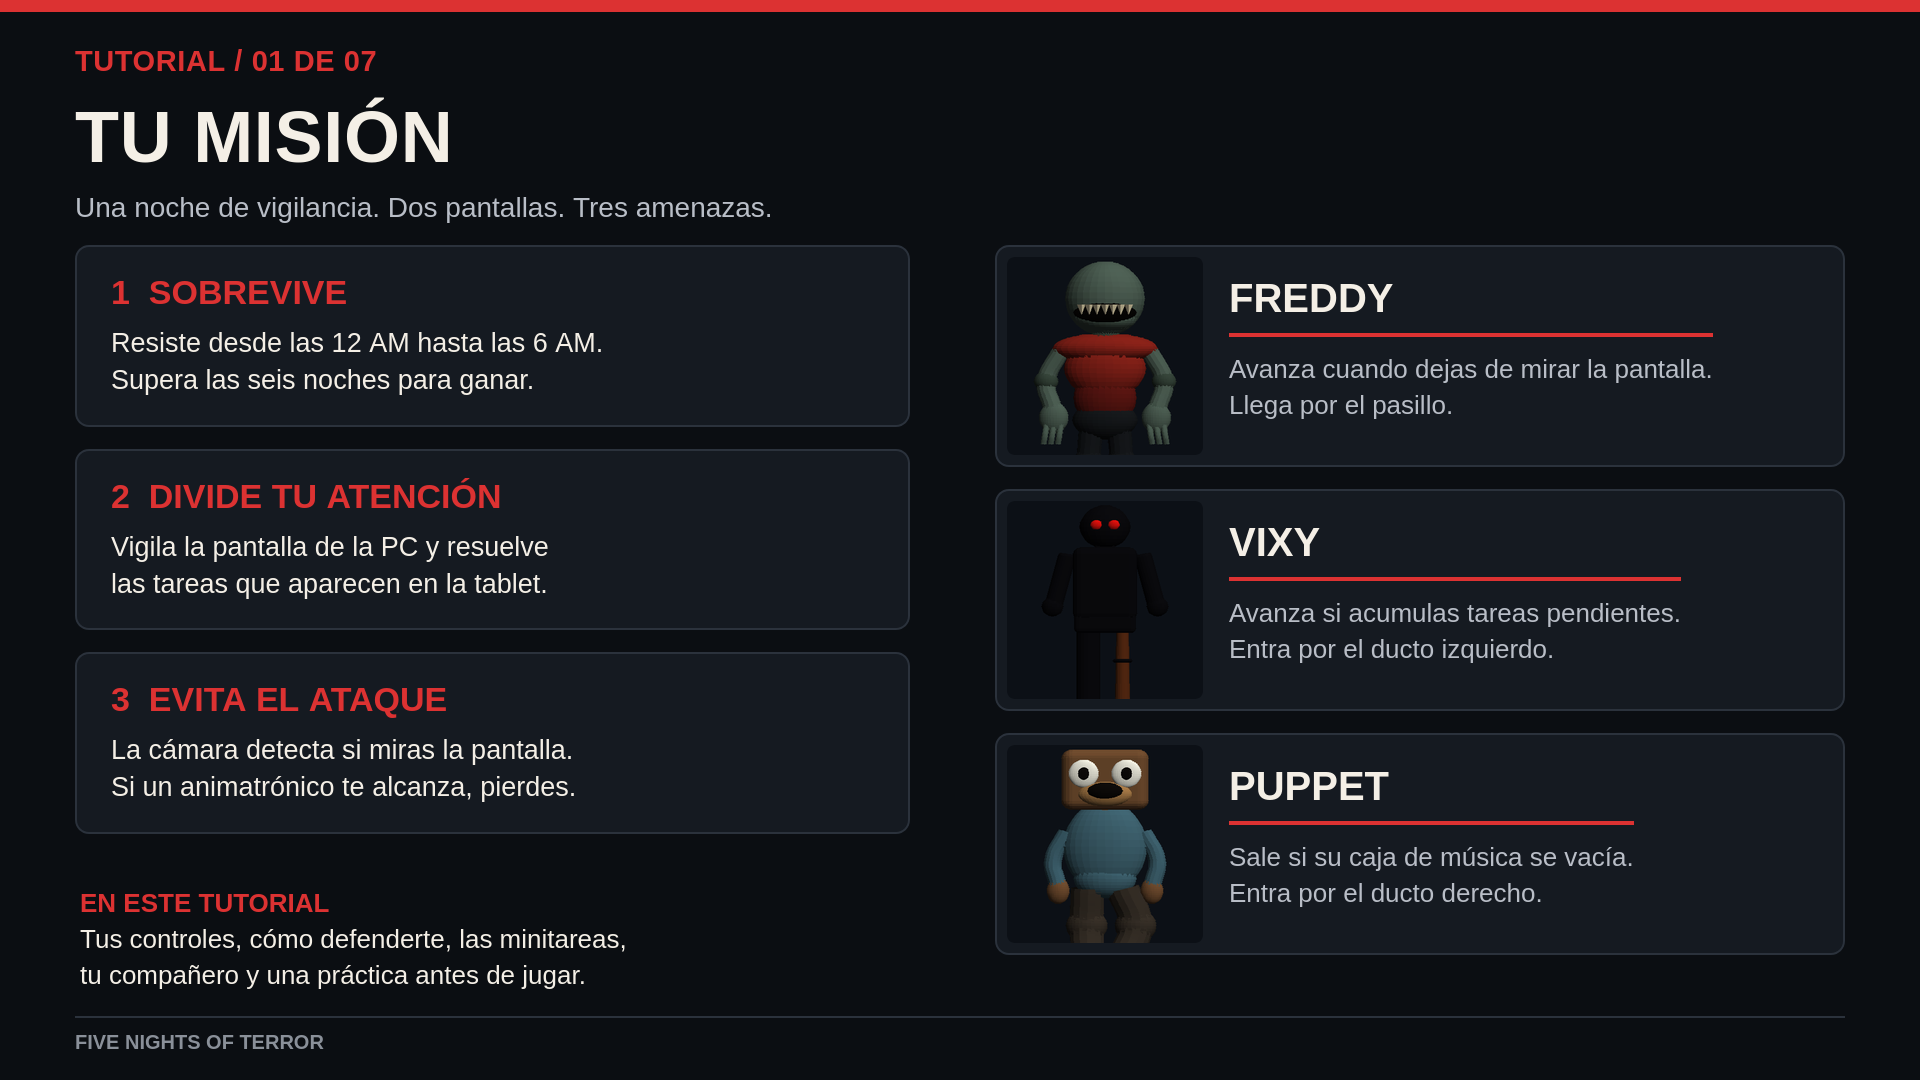 TUTORIAL / 01 DE 07
TU MISIÓN
Una noche de vigilancia. Dos pantallas. Tres amenazas.
1 SOBREVIVE
Resiste desde las 12 AM hasta las 6 AM.
Supera las seis noches para ganar.
2 DIVIDE TU ATENCIÓN
Vigila la pantalla de la PC y resuelve
las tareas que aparecen en la tablet.
3 EVITA EL ATAQUE
La cámara detecta si miras la pantalla.
Si un animatrónico te alcanza, pierdes.
EN ESTE TUTORIAL
Tus controles, cómo defenderte, las minitareas,
tu compañero y una práctica antes de jugar.
FREDDY
Avanza cuando dejas de mirar la pantalla.
Llega por el pasillo.
VIXY
Avanza si acumulas tareas pendientes.
Entra por el ducto izquierdo.
PUPPET
Sale si su caja de música se vacía.
Entra por el ducto derecho.
FIVE NIGHTS OF TERROR